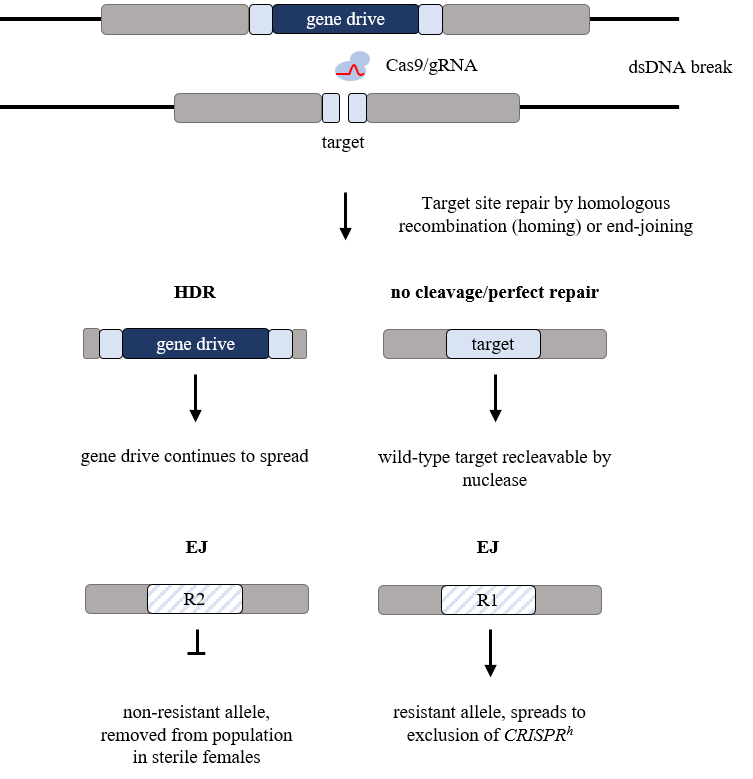 gene drive
Cas9/gRNA
dsDNA break
target
Target site repair by homologous
recombination (homing) or end-joining
HDR
no cleavage/perfect repair
gene drive
target
gene drive continues to spread
wild-type target recleavable by
nuclease
EJ
EJ
R2
R1
non-resistant allele,
removed from population
in sterile females
resistant allele, spreads to
exclusion of CRISPRʰ